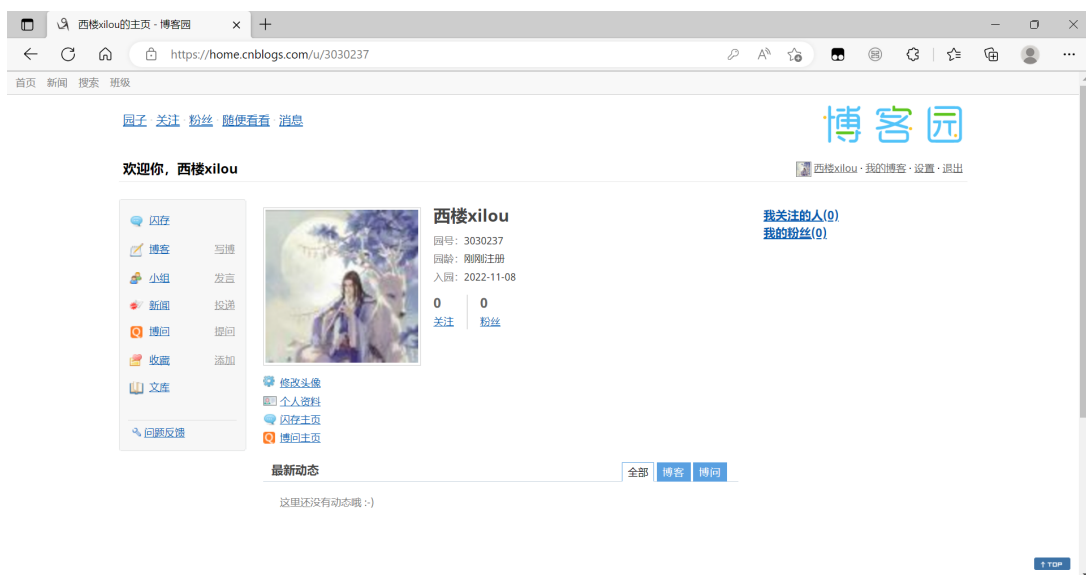 西楼xilou的主页 - 博客园
https://home.cnblogs.com/u/3030237
首页 新闻 搜索 班级
园子 · 关注 · 粉丝 · 随便看看 · 消息
博客园
欢迎你，西楼xilou
西楼xilou · 我的博客 · 设置 · 退出
闪存
博客 写博
小组 发言
新闻 投递
博问 提问
收藏 添加
文库
问题反馈
西楼xilou
园号：3030237
园龄：刚刚注册
入园：2022-11-08
0 0
关注 粉丝
我关注的人(0)
我的粉丝(0)
修改头像
个人资料
闪存主页
博问主页
最新动态 全部 博客 博问
这里还没有动态哦 :-)
TOP